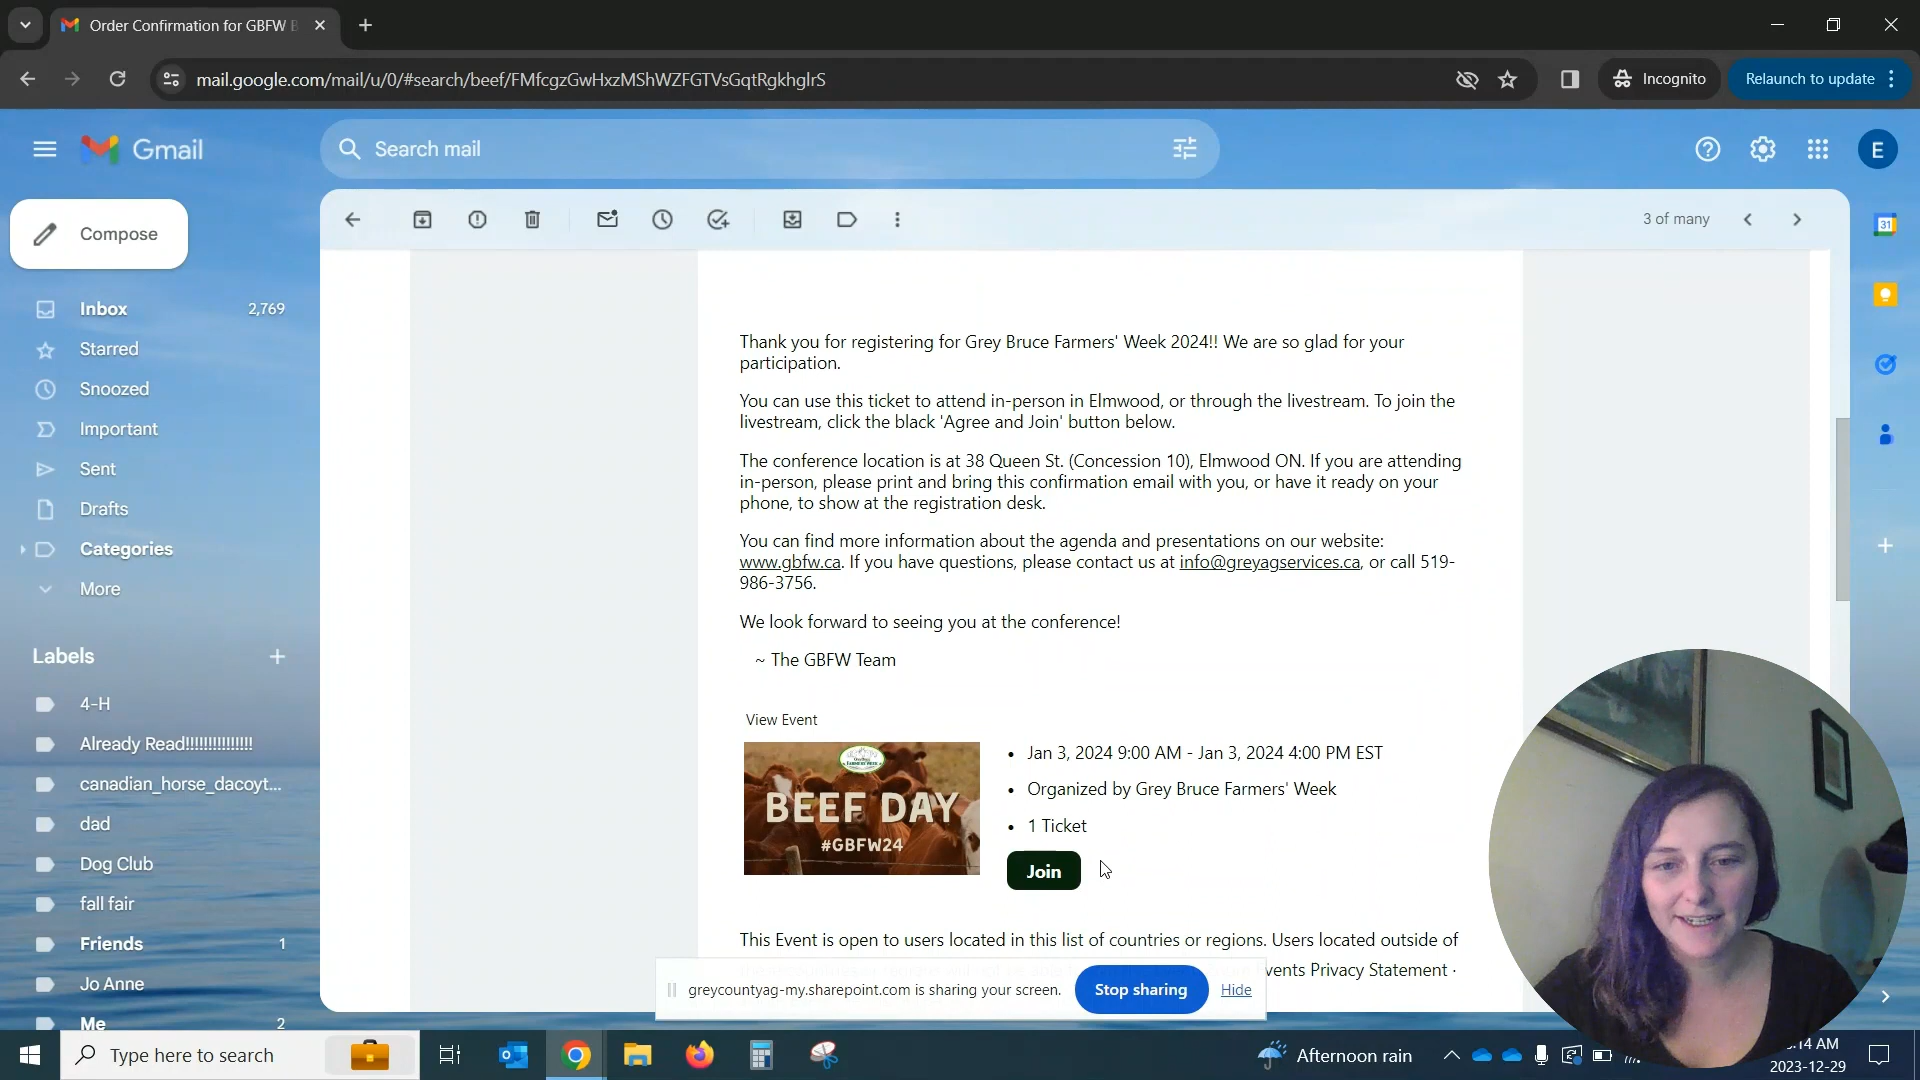 Order Confirmation for GBFW B
mail.google.com/mail/u/0/#search/beef/FMfcgzGwHxzMShWZFGTVsGqtRgkhglrS
Incognito
Relaunch to update
Gmail
Search mail
E
Compose
3 of many
31
Inbox 2,769
Starred
Snoozed
Important
Sent
Drafts
Categories
More
Labels
4-H
Already Read!!!!!!!!!!!!!!!
canadian_horse_dacoyt...
dad
Dog Club
fall fair
Friends 1
Jo Anne
Me 2
Thank you for registering for Grey Bruce Farmers' Week 2024!! We are so glad for your
participation.
You can use this ticket to attend in-person in Elmwood, or through the livestream. To join the
livestream, click the black 'Agree and Join' button below.
The conference location is at 38 Queen St. (Concession 10), Elmwood ON. If you are attending
in-person, please print and bring this confirmation email with you, or have it ready on your
phone, to show at the registration desk.
You can find more information about the agenda and presentations on our website:
www.gbfw.ca. If you have questions, please contact us at info@greyagservices.ca, or call 519-
986-3756.
We look forward to seeing you at the conference!
~ The GBFW Team
View Event
FARMERS' WEEK
BEEF DAY
#GBFW24
Jan 3, 2024 9:00 AM - Jan 3, 2024 4:00 PM EST
Organized by Grey Bruce Farmers' Week
1 Ticket
Join
This Event is open to users located in this list of countries or regions. Users located outside of
Events Privacy Statement ·
greycountyag-my.sharepoint.com is sharing your screen.
Stop sharing
Hide
Type here to search
Afternoon rain
:14 AM
2023-12-29